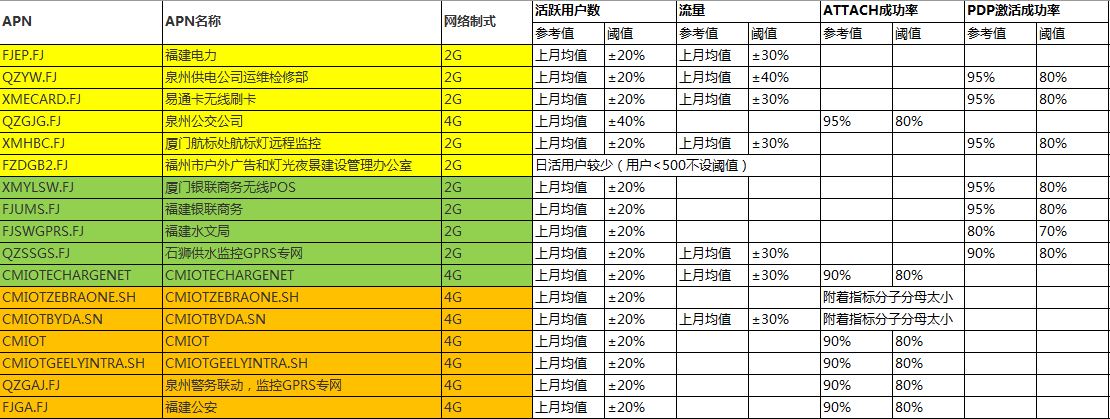 APN APN名称 网络制式 活跃用户数 流量 ATTACH成功率 PDP激活成功率
参考值 阈值 参考值 阈值 参考值 阈值 参考值 阈值
FJEP.FJ 福建电力 2G 上月均值 ±20% 上月均值 ±30%
QZYW.FJ 泉州供电公司运维检修部 2G 上月均值 ±20% 上月均值 ±40% 95% 80%
XMECARD.FJ 易通卡无线刷卡 2G 上月均值 ±20% 上月均值 ±30% 95% 80%
QZGJG.FJ 泉州公交公司 4G 上月均值 ±40% 95% 80%
XMHBC.FJ 厦门航标处航标灯远程监控 2G 上月均值 ±20% 上月均值 ±30% 95% 80%
FZDGB2.FJ 福州市户外广告和灯光夜景建设管理办公室 2G 日活用户较少（用户<500不设阈值）
XMYLSW.FJ 厦门银联商务无线POS 2G 上月均值 ±20% 95% 80%
FJUMS.FJ 福建银联商务 2G 上月均值 ±20% 95% 80%
FJSWGPRS.FJ 福建水文局 2G 上月均值 ±20% 80% 70%
QZSSGS.FJ 石狮供水监控GPRS专网 2G 上月均值 ±20% 上月均值 ±30% 90% 80%
CMIOTECHARGENET CMIOTECHARGENET 4G 上月均值 ±20% 上月均值 ±30% 90% 80%
CMIOTZEBRAONE.SH CMIOTZEBRAONE.SH 4G 上月均值 ±20% 附着指标分子分母太小
CMIOTBYDA.SN CMIOTBYDA.SN 4G 上月均值 ±20% 上月均值 ±30% 附着指标分子分母太小
CMIOT CMIOT 4G 上月均值 ±20% 90% 80%
CMIOTGEELYINTRA.SH CMIOTGEELYINTRA.SH 4G 上月均值 ±20% 90% 80%
QZGAJ.FJ 泉州警务联动，监控GPRS专网 4G 上月均值 ±20% 90% 80%
FJGA.FJ 福建公安 4G 上月均值 ±20% 90% 80%